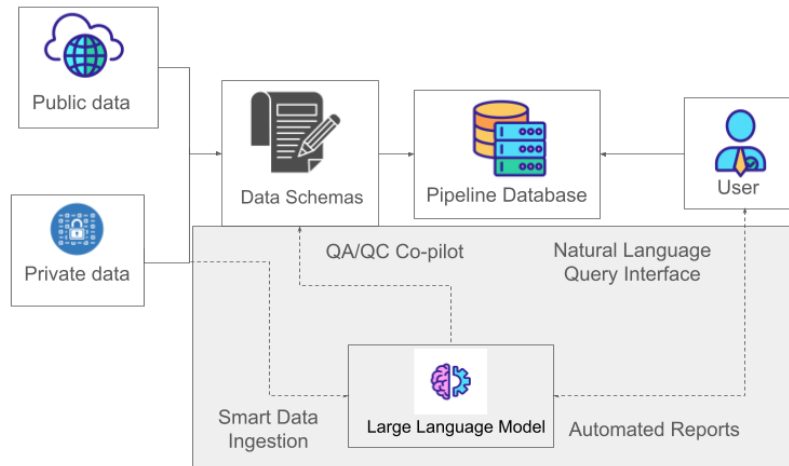 Public data
Data Schemas
Pipeline Database
User
Private data
QA/QC Co-pilot
Natural Language
Query Interface
Smart Data
Ingestion
Large Language Model
Automated Reports